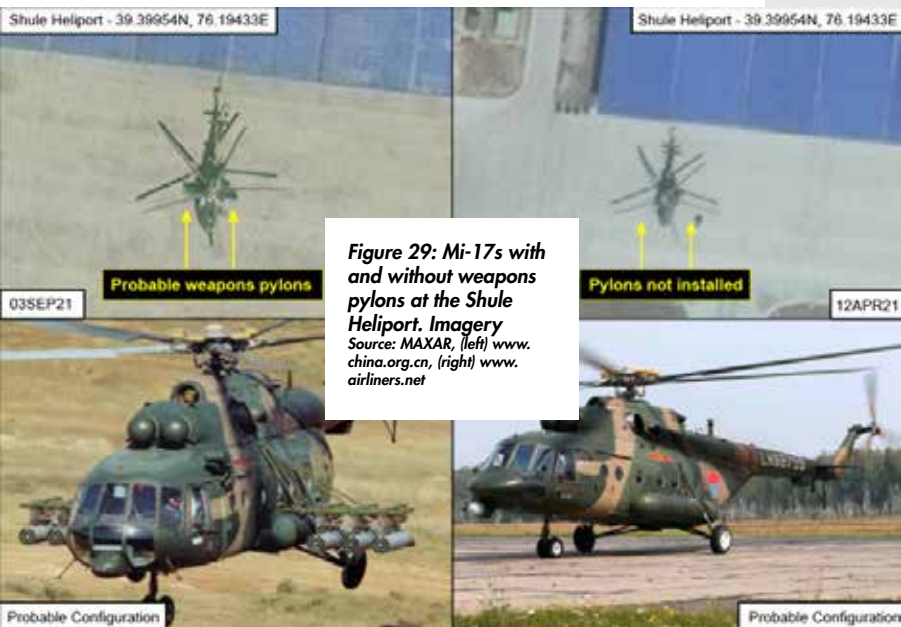 Shule Heliport - 39.39954N, 76.19433E
Shule Heliport - 39.39954N, 76.19433E
Probable weapons pylons
03SEP21
Figure 29: Mi-17s with
and without weapons
pylons at the Shule
Heliport. Imagery
Source: MAXAR, (left) www.
china.org.cn, (right) www.
airliners.net
Pylons not installed
12APR21
Probable Configuration
Probable Configuration